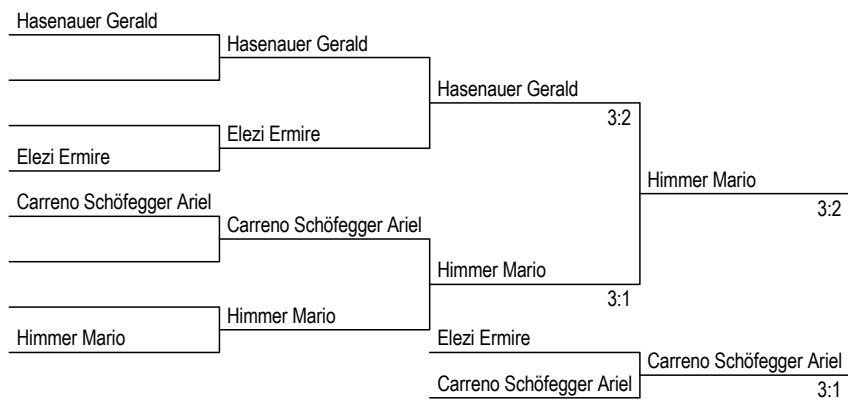 Hasenauer Gerald
Hasenauer Gerald
Hasenauer Gerald
3:2
Elezi Ermire
Elezi Ermire
Himmer Mario
3:2
Carreno Schöfegger Ariel
Carreno Schöfegger Ariel
Himmer Mario
3:1
Himmer Mario
Himmer Mario
Elezi Ermire
Carreno Schöfegger Ariel
Carreno Schöfegger Ariel
3:1